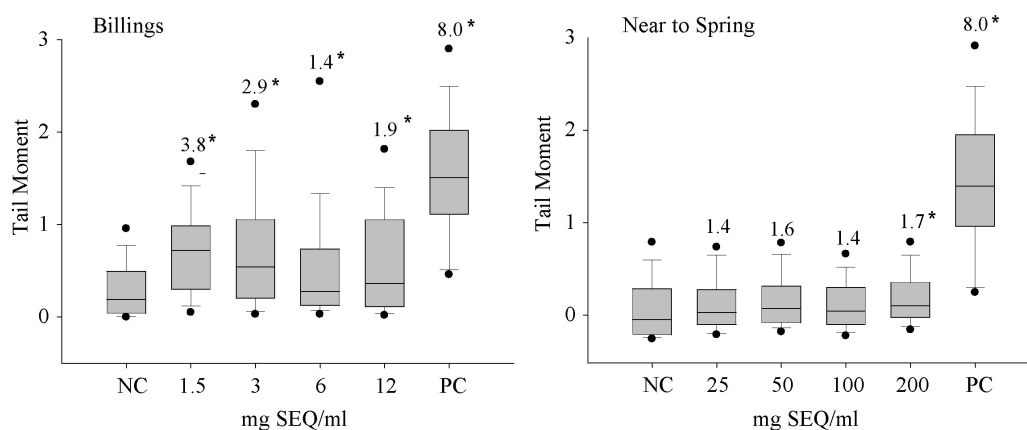 Billings
3
2
1
0
Tail Moment
3.8*
2.9*
1.4*
1.9*
8.0*
NC 1.5 3 6 12 PC
mg SEQ/ml
Near to Spring
3
2
1
0
Tail Moment
1.4
1.6
1.4
1.7*
8.0*
NC 25 50 100 200 PC
mg SEQ/ml